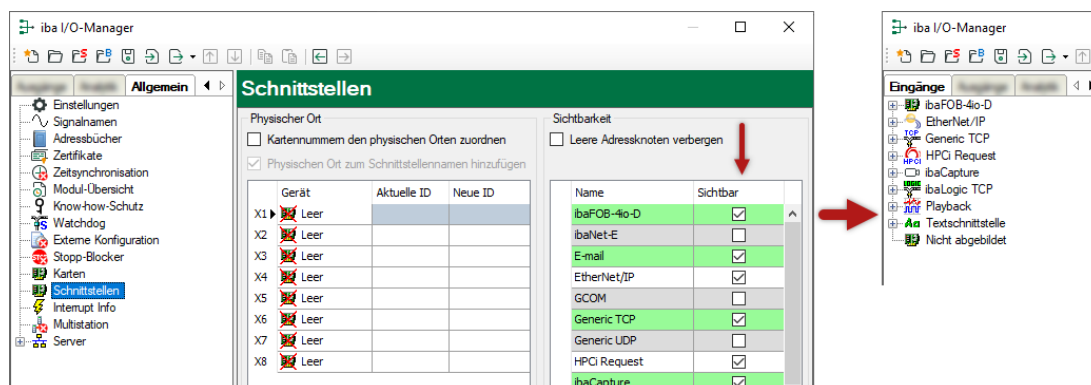 iba I/O-Manager
Allgemein
Einstellungen
Signalnamen
Adressbücher
Zertifikate
Zeitsynchronisation
Modul-Übersicht
Know-how-Schutz
Watchdog
Externe Konfiguration
Stopp-Blocker
Karten
Schnittstellen
Interrupt Info
Multistation
Server
Schnittstellen
Physischer Ort
Kartennummern den physischen Orten zuordnen
Physischen Ort zum Schnittstellennamen hinzufügen
Gerät Aktuelle ID Neue ID
X1 Leer
X2 Leer
X3 Leer
X4 Leer
X5 Leer
X6 Leer
X7 Leer
X8 Leer
Sichtbarkeit
Leere Adressknoten verbergen
Name Sichtbar
ibaFOB-4io-D
ibaNet-E
E-mail
EtherNet/IP
GCOM
Generic TCP
Generic UDP
HPCi Request
ibaCapture
iba I/O-Manager
Eingänge
ibaFOB-4io-D
EtherNet/IP
Generic TCP
HPCi Request
ibaCapture
ibaLogic TCP
Playback
Textschnittstelle
Nicht abgebildet